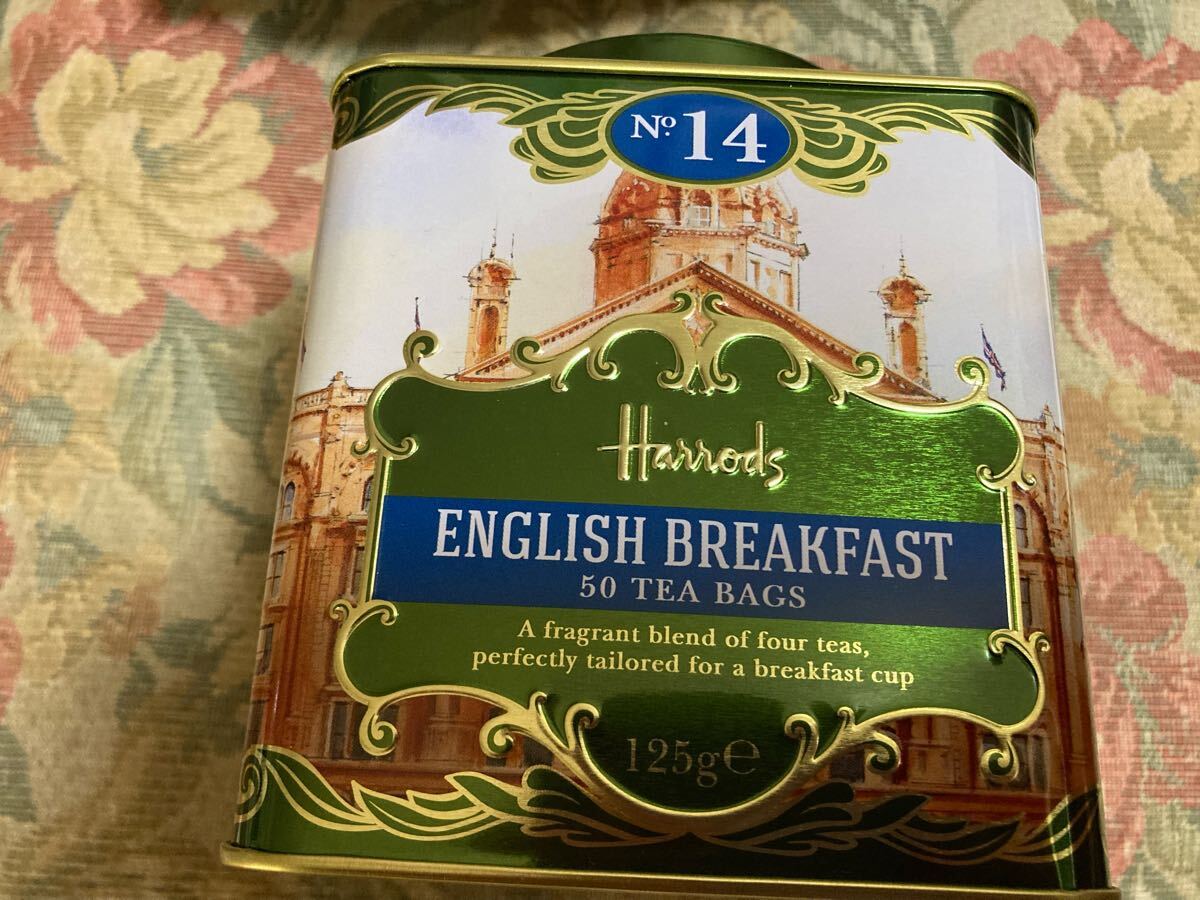 Nº. 14
Harrods
ENGLISH BREAKFAST
50 TEA BAGS
A fragrant blend of four teas,
perfectly tailored for a breakfast cup
125g℮